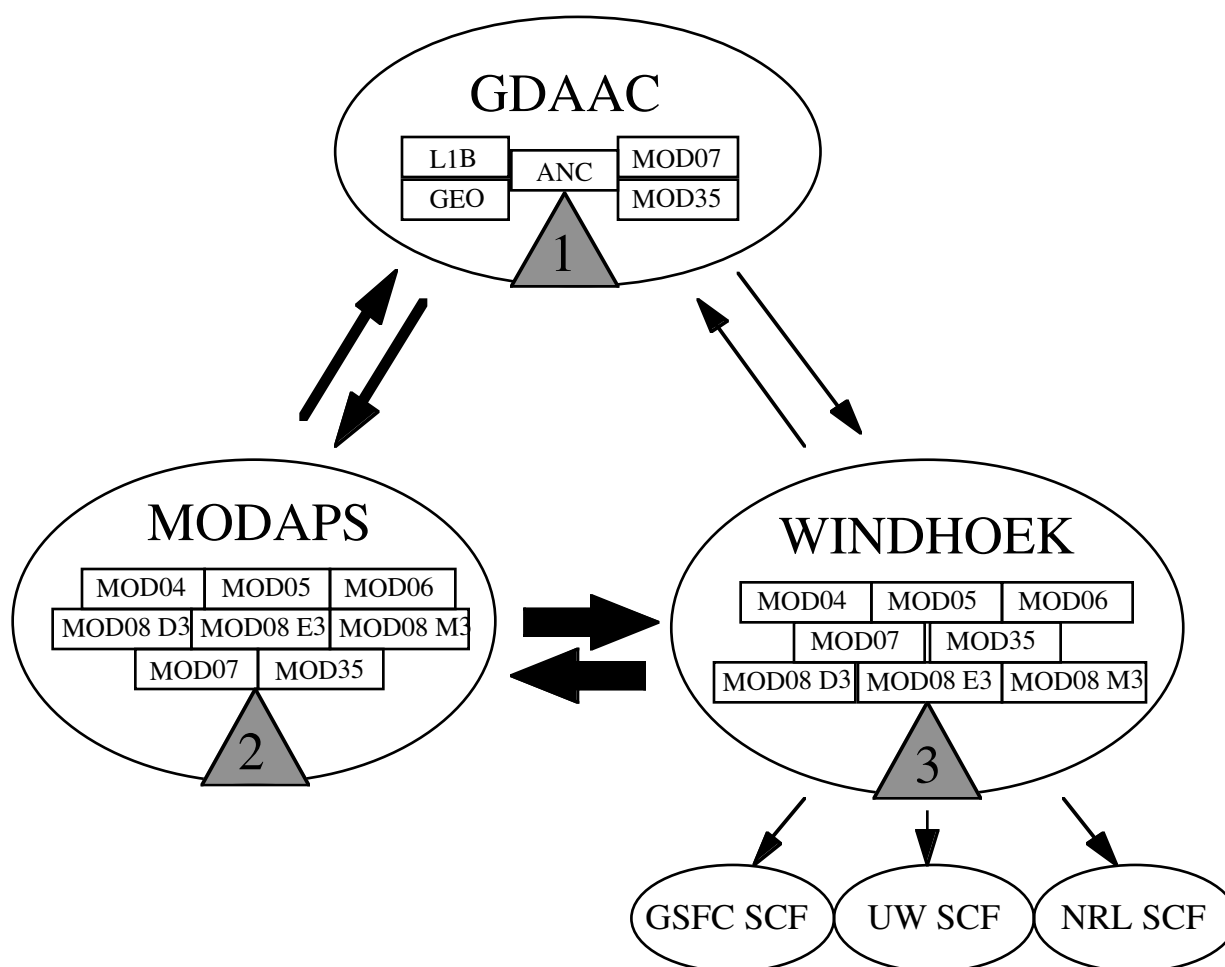 GDAAC
L1B ANC MOD07
GEO MOD35
1
MODAPS
MOD04 MOD05 MOD06
MOD08 D3 MOD08 E3 MOD08 M3
MOD07 MOD35
2
WINDHOEK
MOD04 MOD05 MOD06
MOD07 MOD35
MOD08 D3 MOD08 E3 MOD08 M3
3
GSFC SCF UW SCF NRL SCF